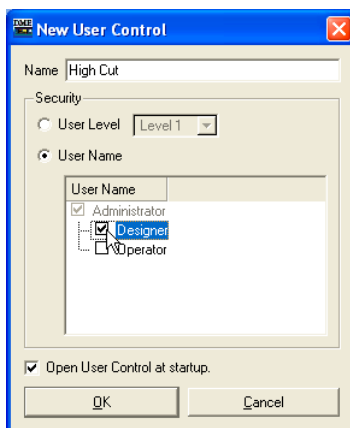 DME New User Control
Name High Cut
Security
User Level Level 1
User Name
User Name
Administrator
Designer
Operator
Open User Control at startup.
OK Cancel